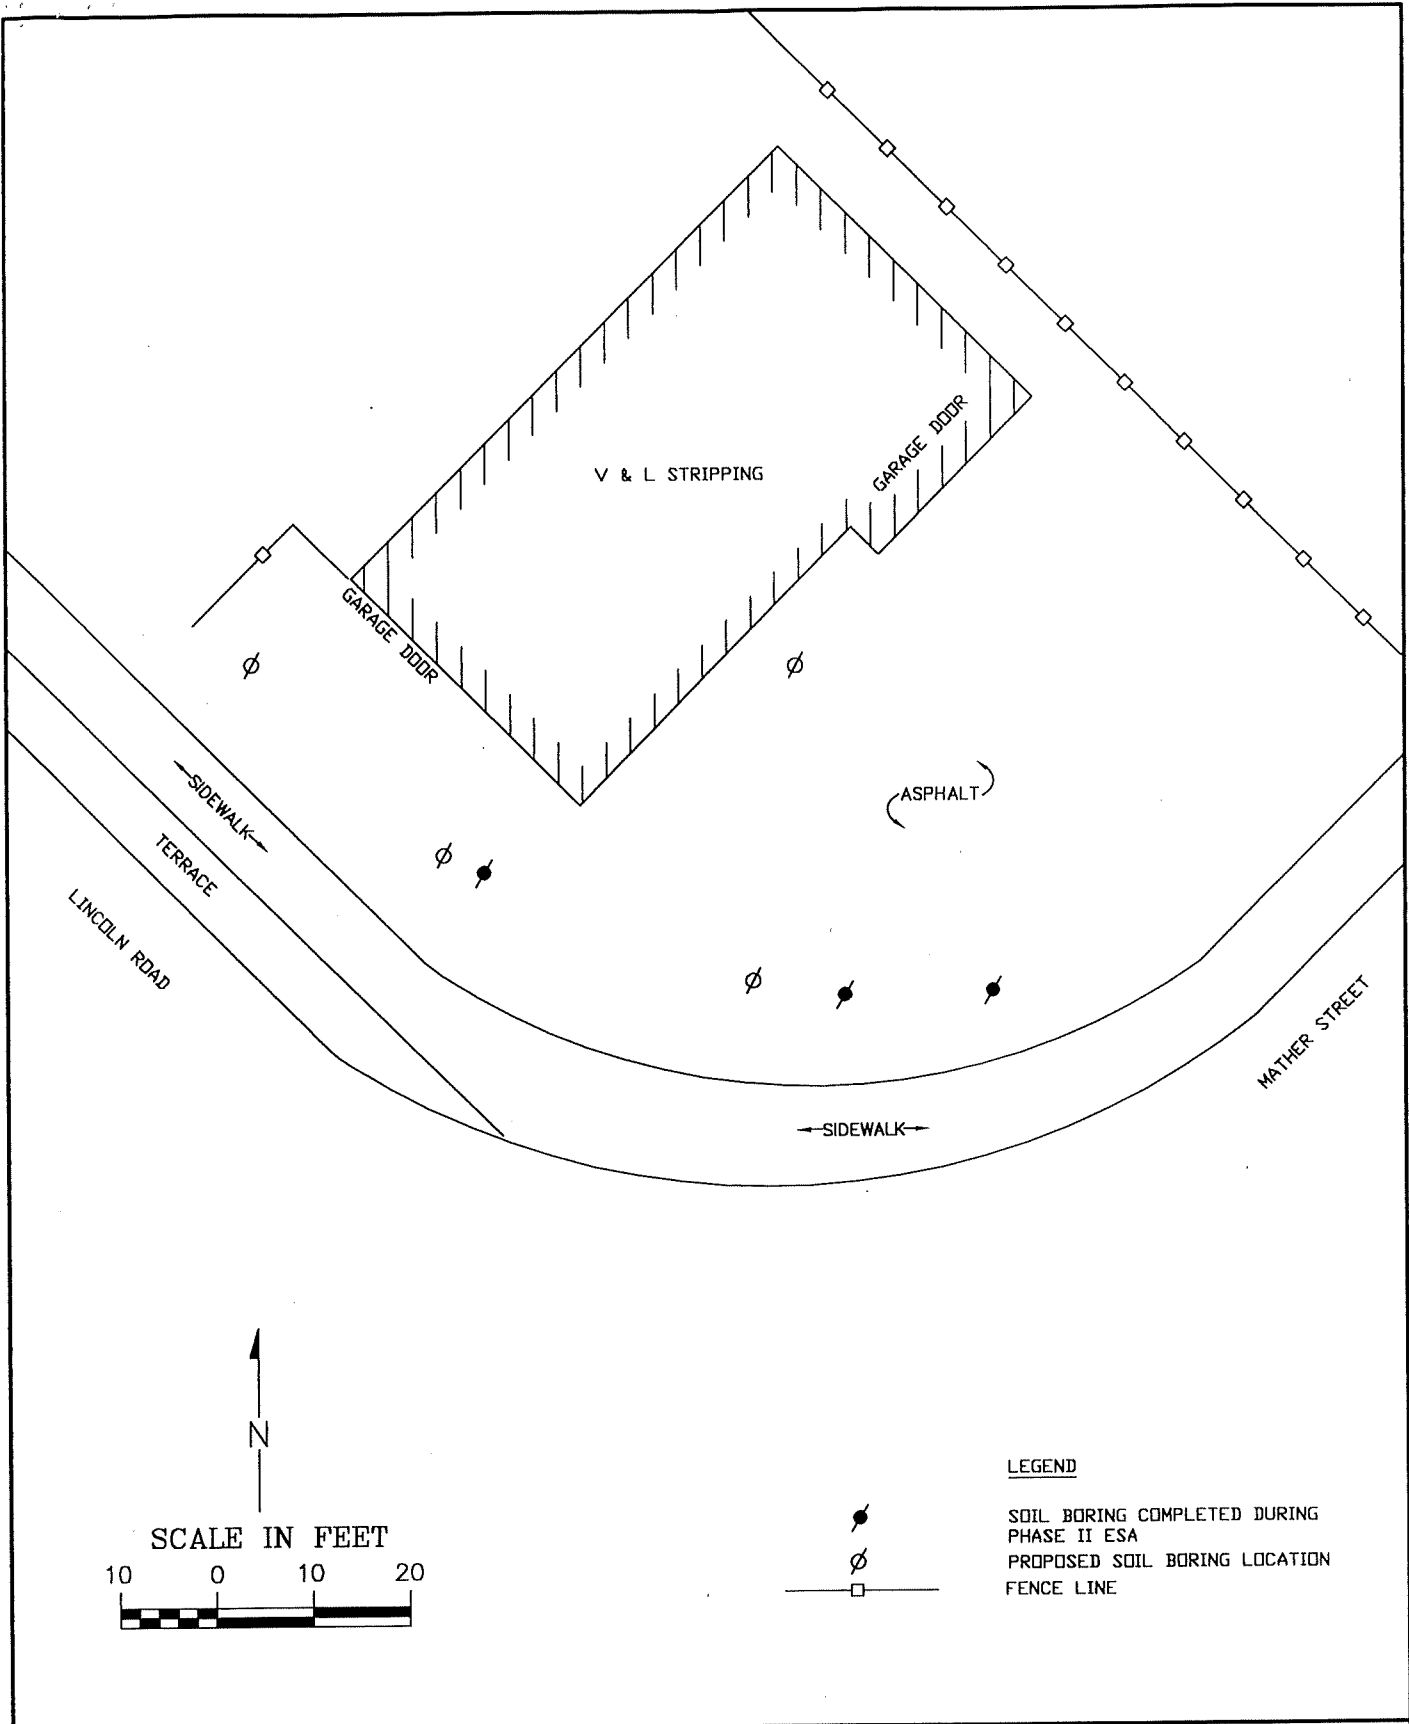 GARAGE DOOR
V & L STRIPPING
GARAGE DOOR
ASPHALT
SIDEWALK
TERRACE
LINCOLN ROAD
MATHER STREET
SIDEWALK
N
SCALE IN FEET
10 0 10 20
LEGEND
SOIL BORING COMPLETED DURING
PHASE II ESA
PROPOSED SOIL BORING LOCATION
FENCE LINE